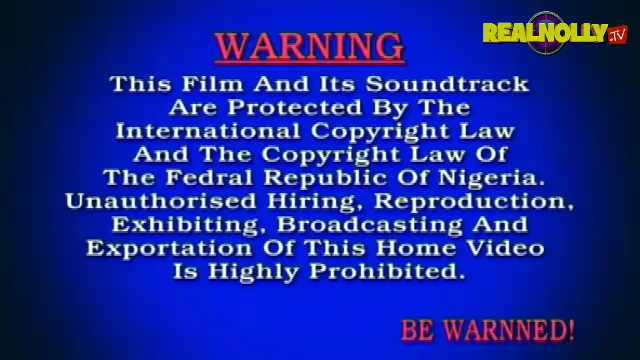 REALNOLLY.TV
WARNING
This Film And Its Soundtrack
Are Protected By The
International Copyright Law
And The Copyright Law Of
The Fedral Republic Of Nigeria.
Unauthorised Hiring, Reproduction,
Exhibiting, Broadcasting And
Exportation Of This Home Video
Is Highly Prohibited.
BE WARNNED!